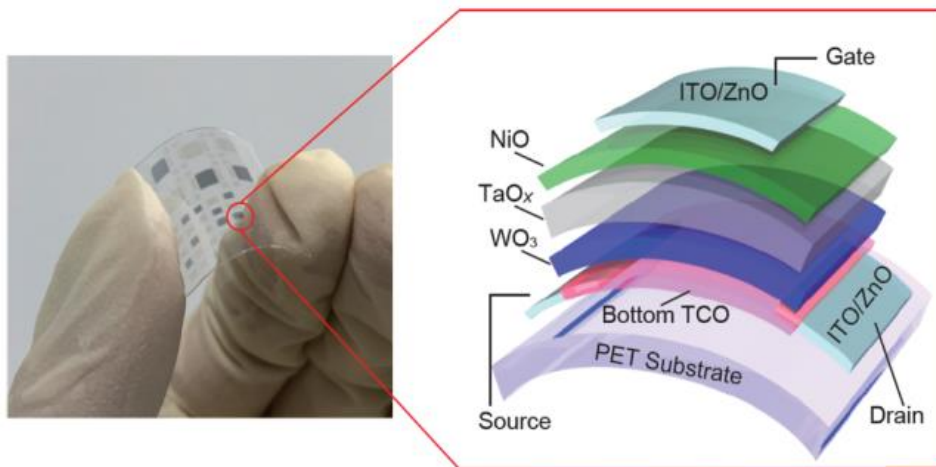 Gate
ITO/ZnO
NiO
TaOx
WO₃
Bottom TCO
ITO/ZnO
PET Substrate
Source
Drain